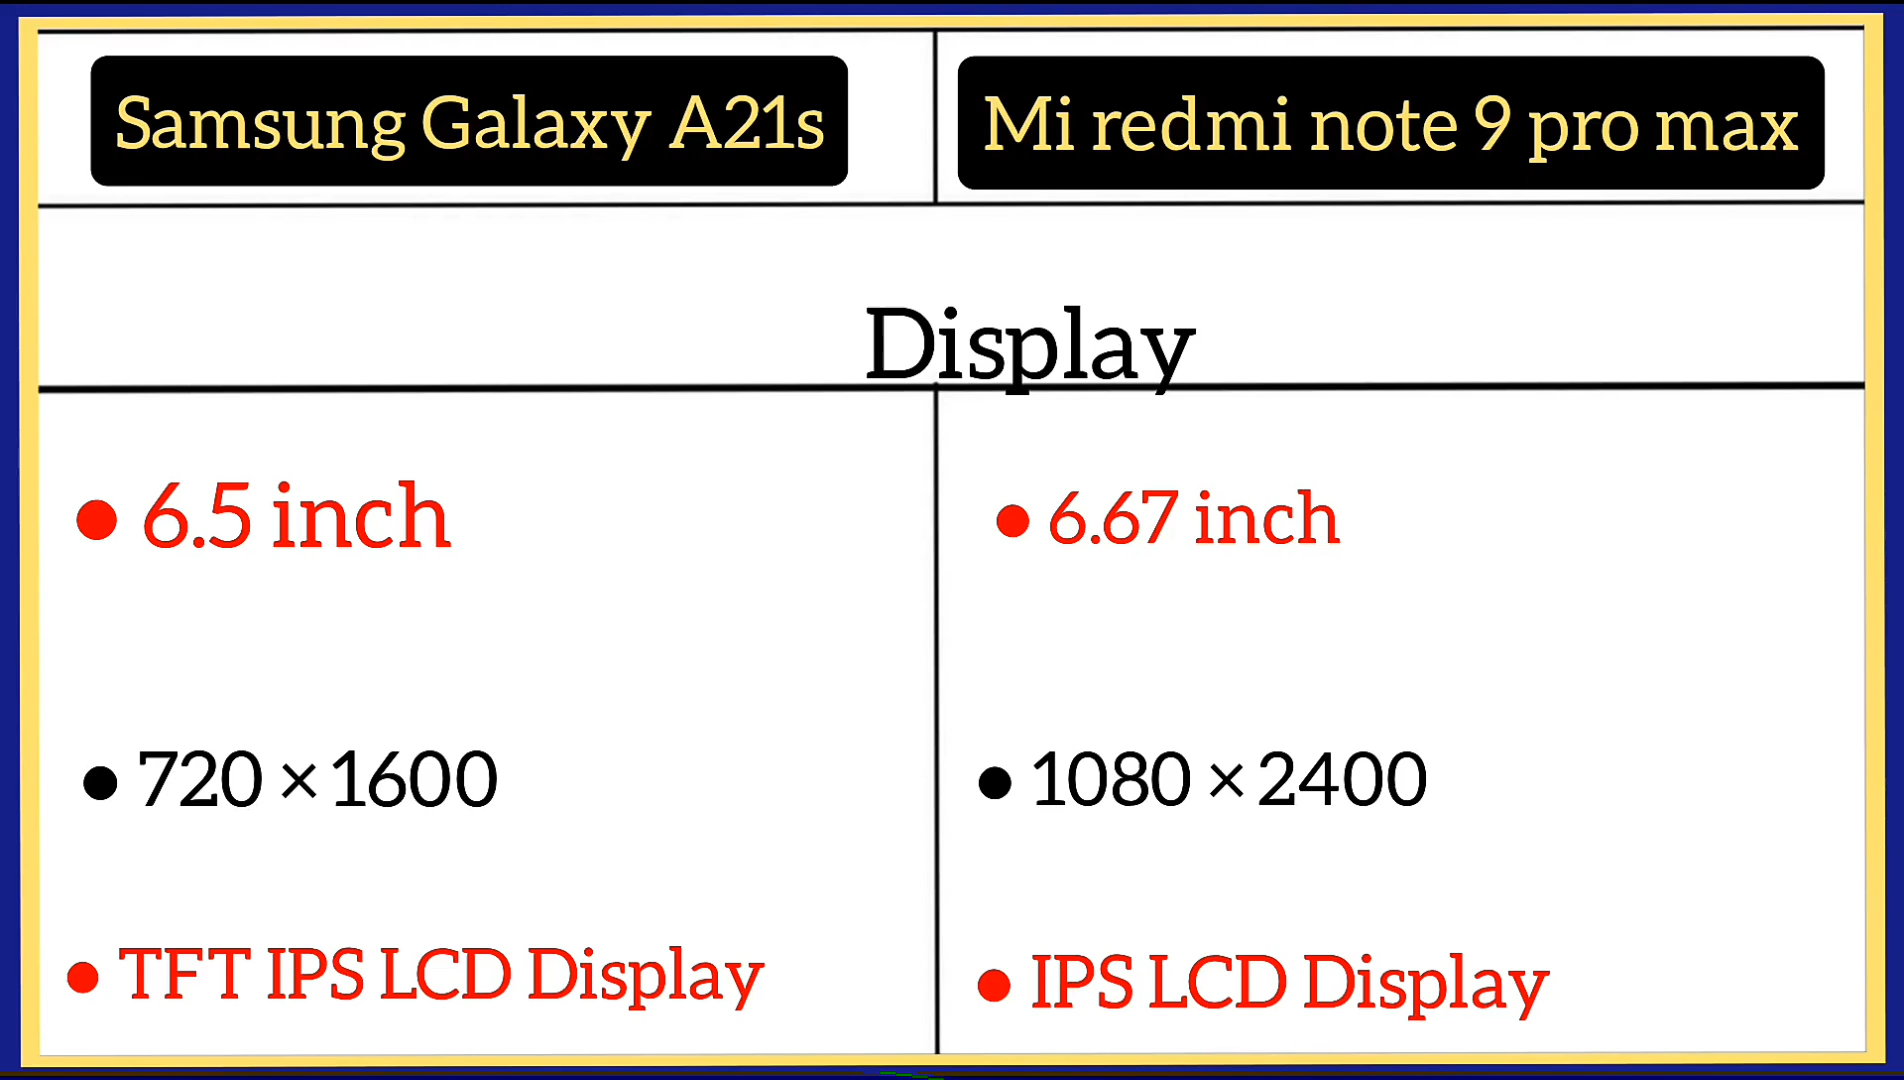 Samsung Galaxy A21s
Mi redmi note 9 pro max
Display
● 6.5 inch
● 6.67 inch
● 720 × 1600
● 1080 × 2400
● TFT IPS LCD Display
● IPS LCD Display